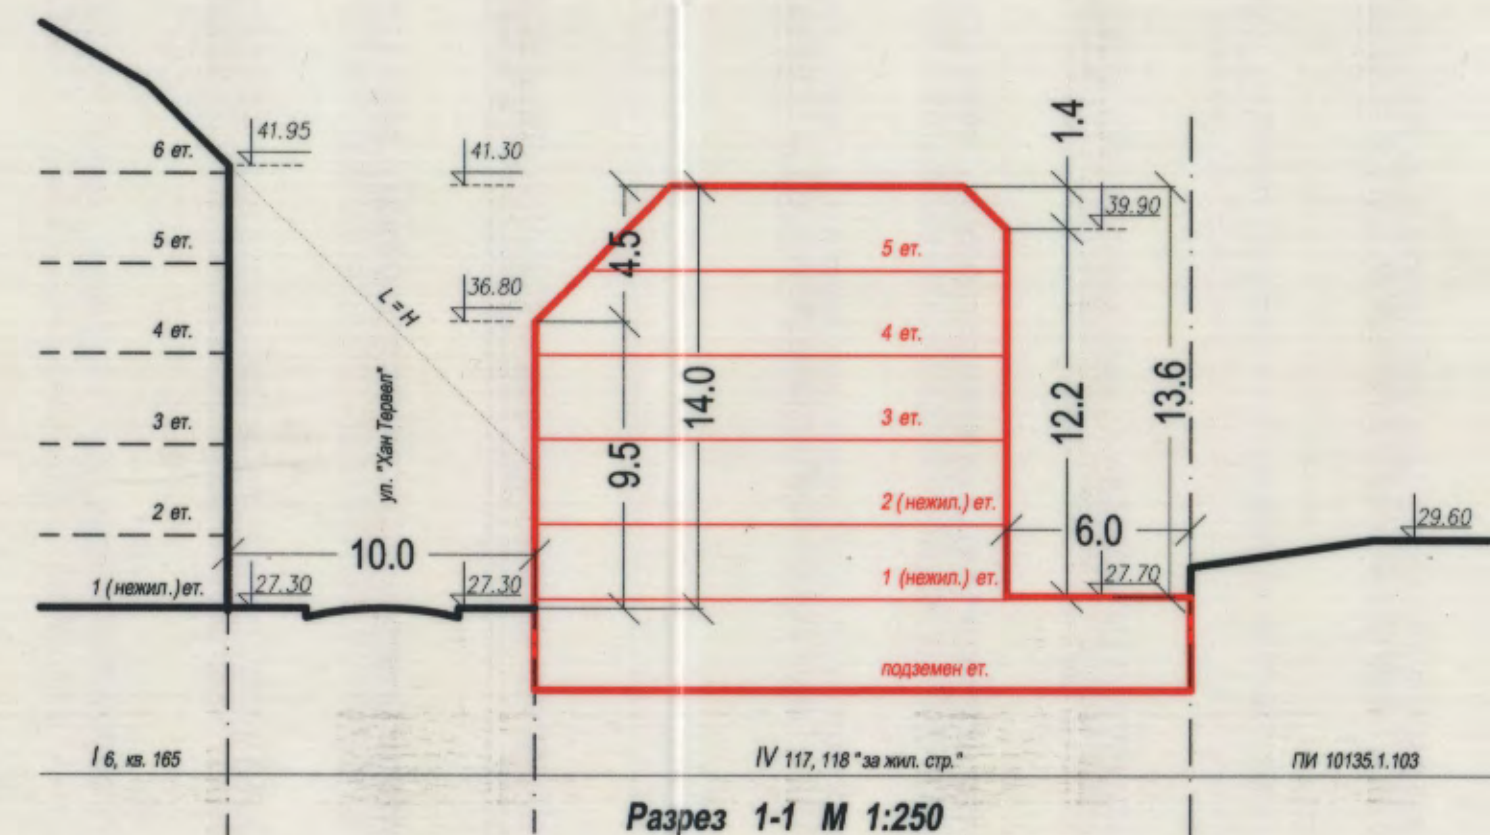 1.4
6 ет.
41.95
41.30
39.90
5 ет.
4.5
5 ет.
36.80
L = H
4 ет.
4 ет.
ул. "Хан Тервел"
14.0
12.2
13.6
3 ет.
3 ет.
9.5
2 ет.
2 (нежил.) ет.
6.0
29.60
10.0
1 (нежил.) ет.
27.30
27.30
1 (нежил.) ет.
27.70
подземен ет.
I 6, кв. 165
IV 117, 118 "за жил. стр."
ПИ 10135.1.103
Разрез 1-1 М 1:250